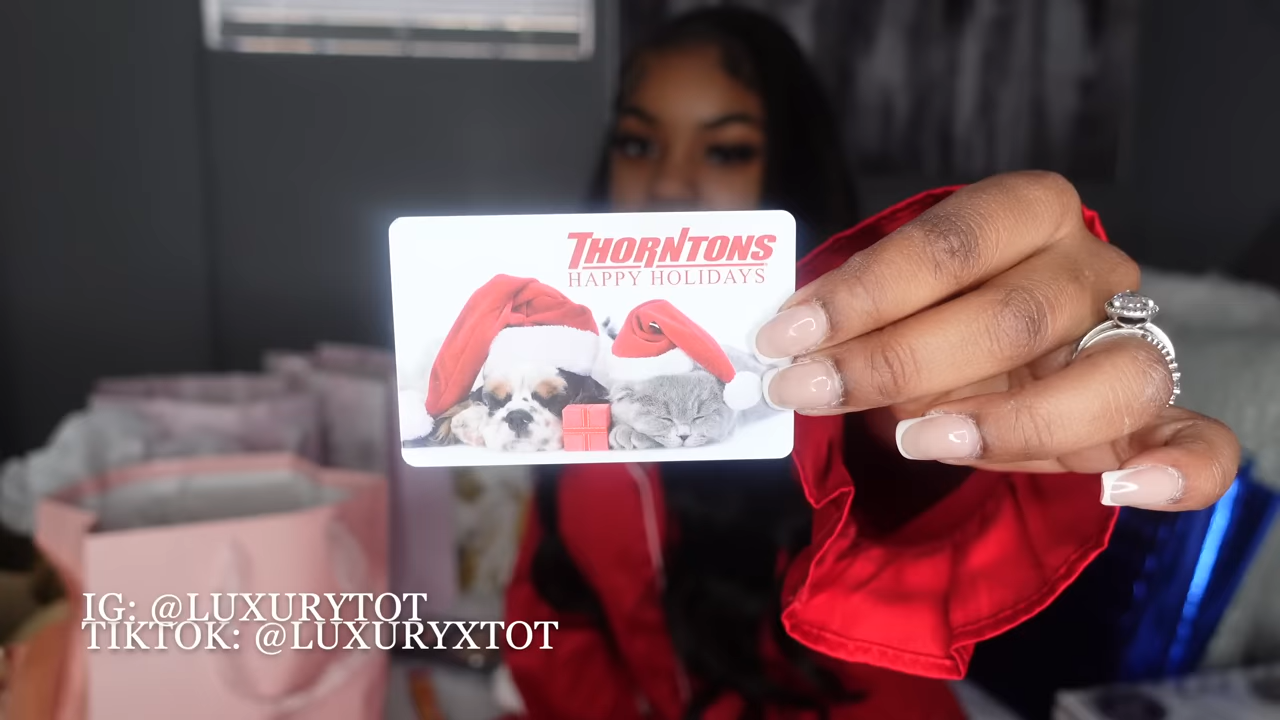 THORNTONS
HAPPY HOLIDAYS
IG: @LUXURYTOT
TIKTOK: @LUXURYXTOT